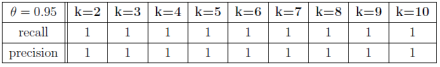 θ = 0.95 k=2 k=3 k=4 k=5 k=6 k=7 k=8 k=9 k=10
recall 1 1 1 1 1 1 1 1 1
precision 1 1 1 1 1 1 1 1 1